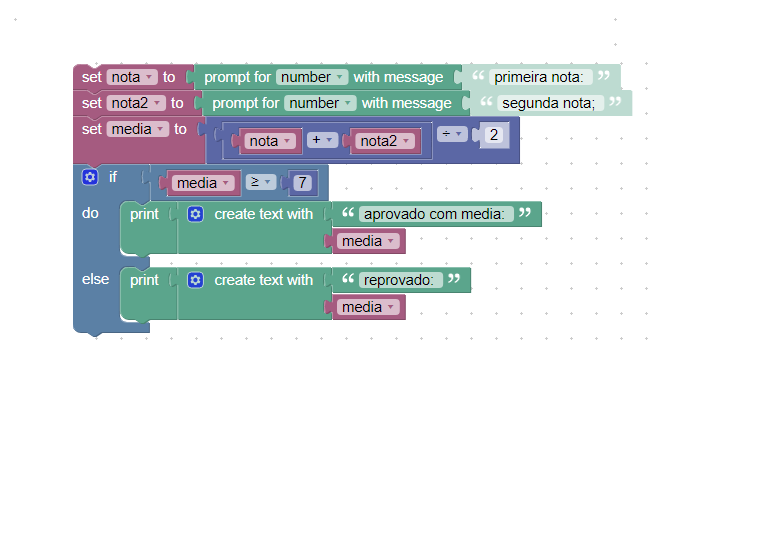 set nota to prompt for number with message “ primeira nota: ”
set nota2 to prompt for number with message “ segunda nota; ”
set media to nota + nota2 ÷ 2
if media ≥ 7
do print create text with “ aprovado com media: ”
media
else print create text with “ reprovado: ”
media